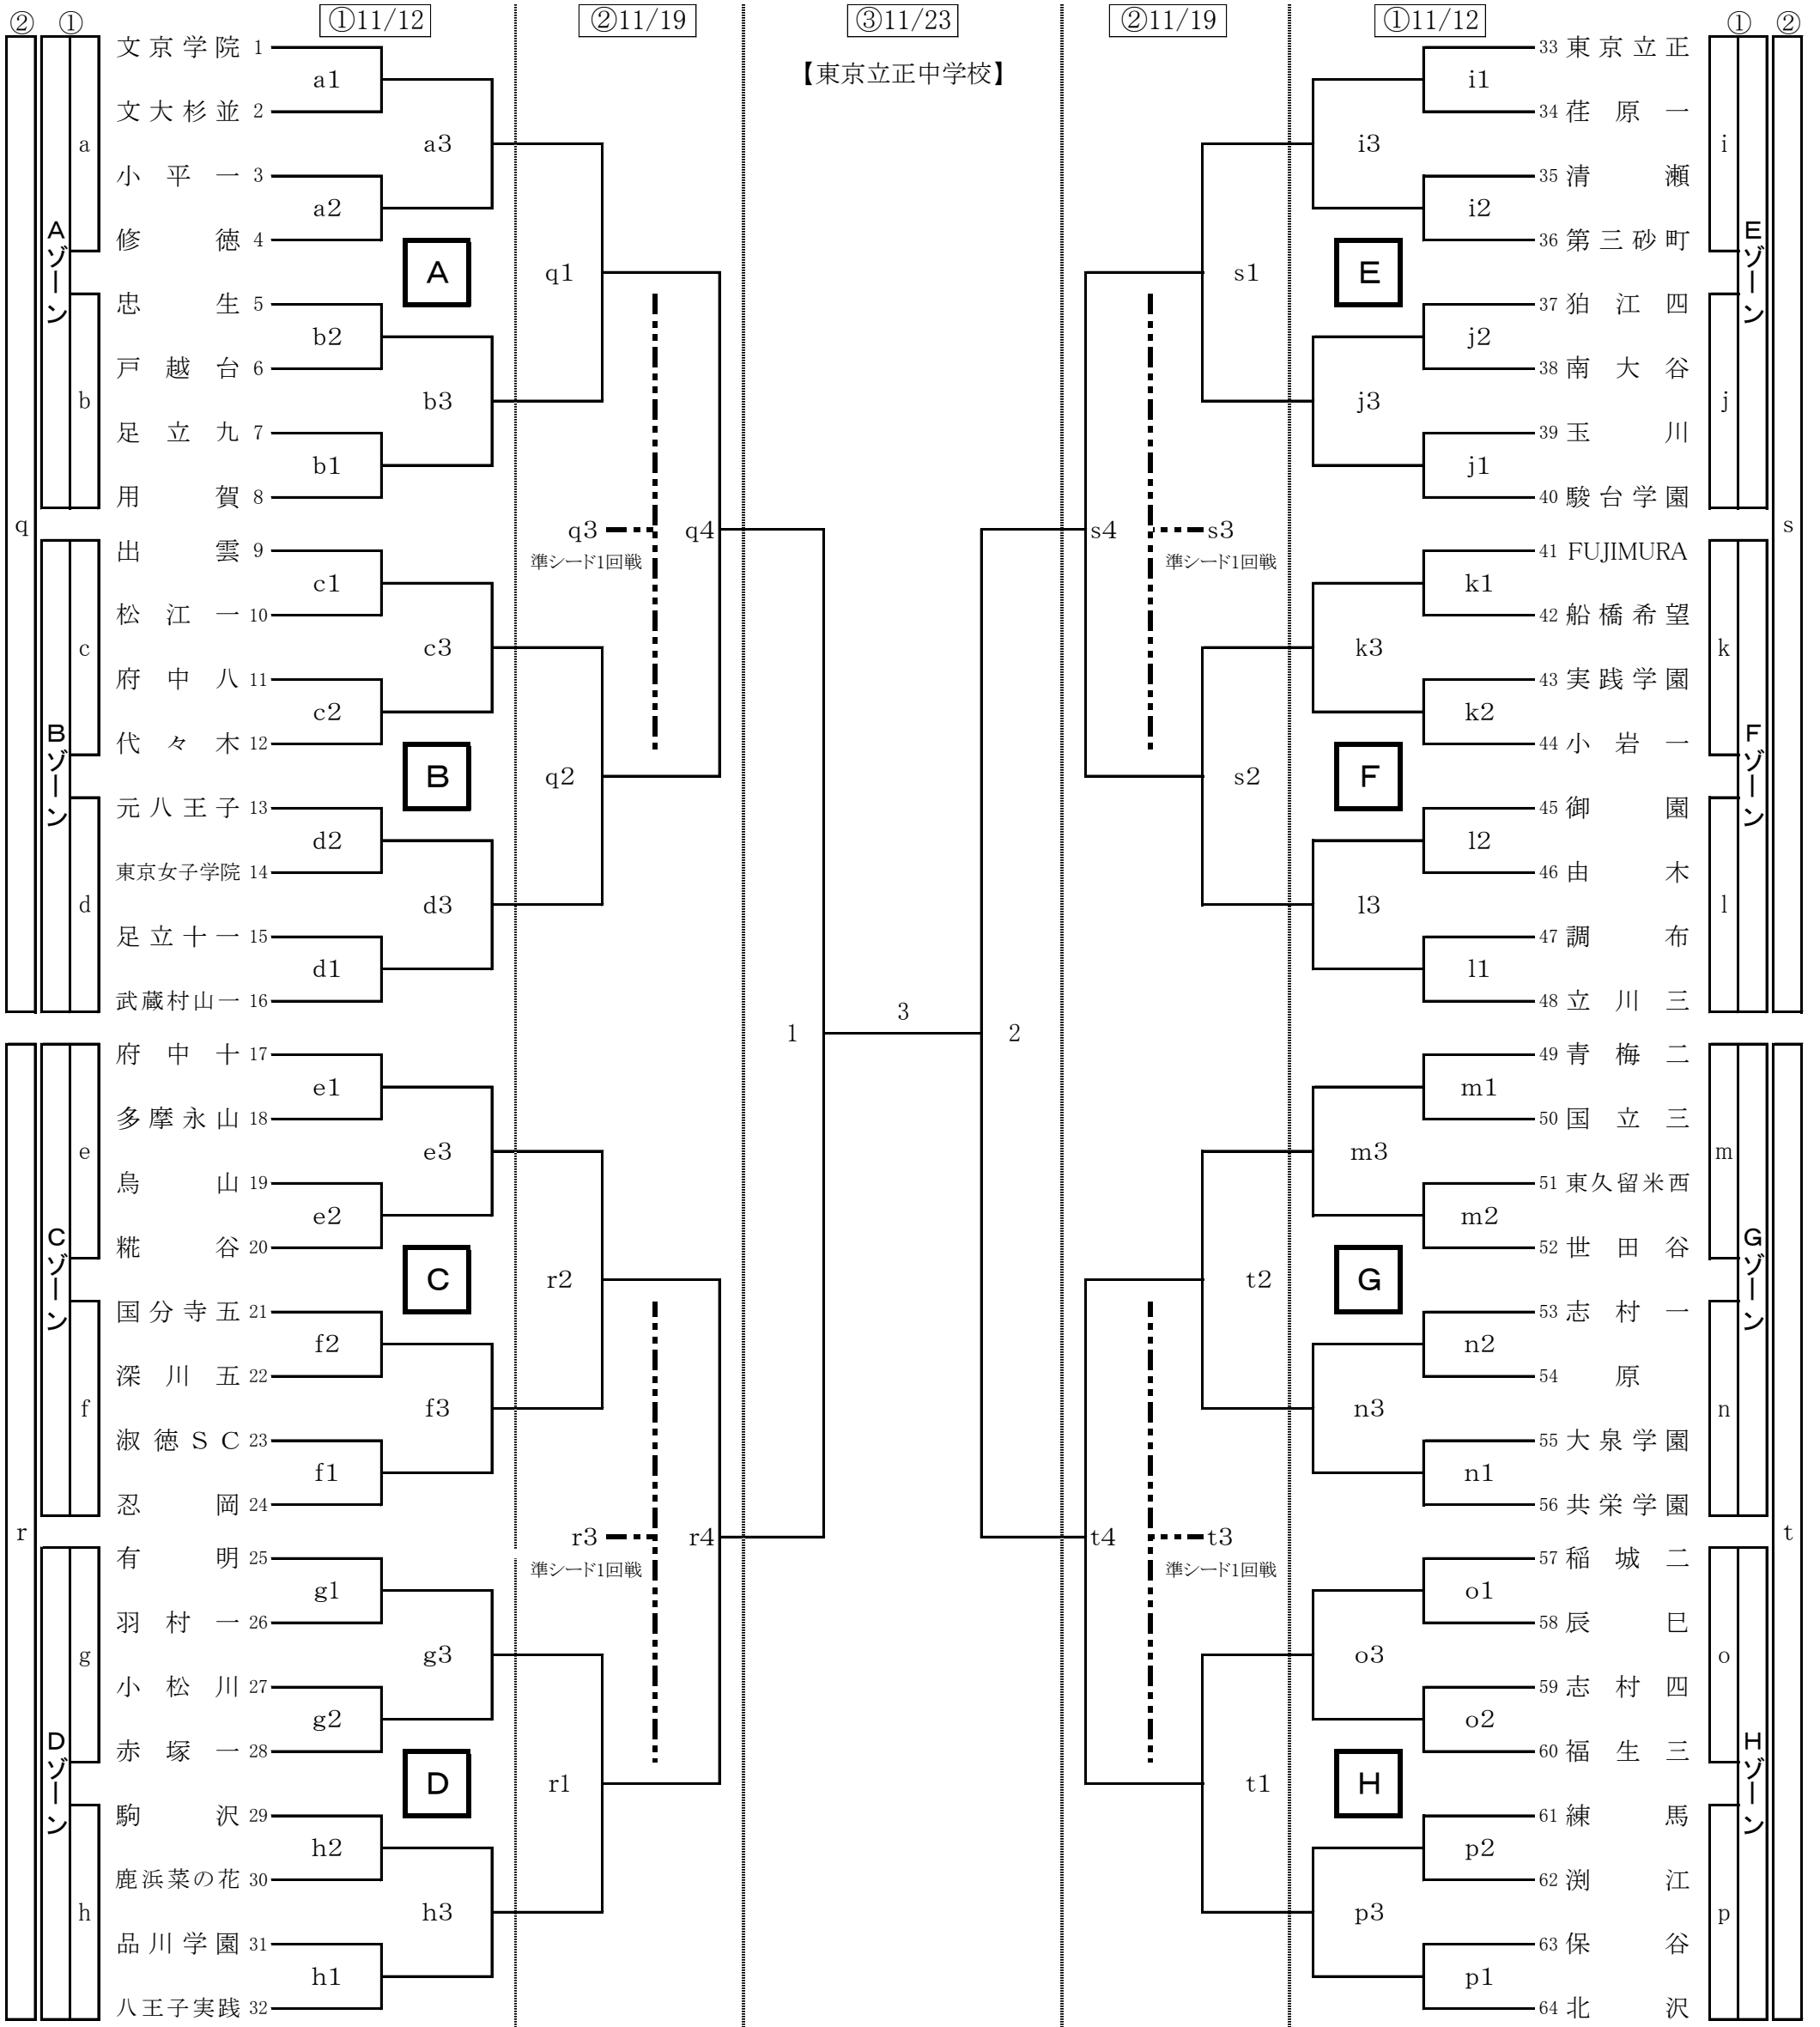 ② ① ①11/12 ②11/19 ③11/23 ②11/19 ①11/12 ① ②
【東京立正中学校】
文京学院 1
a1
文大杉並 2
a3
小平一 3
a2
修徳 4
忠生 5
b2
戸越台 6
b3
足立九 7
b1
用賀 8
出雲 9
c1
松江一 10
c3
府中八 11
c2
代々木 12
元八王子 13
d2
東京女子学院 14
d3
足立十一 15
d1
武蔵村山一 16
a
b
c
d
Aゾーン
Bゾーン
q
A
B
q1
q2
q3
準シード1回戦
q4
府中十 17
e1
多摩永山 18
e3
烏山 19
e2
糀谷 20
国分寺五 21
f2
深川五 22
f3
淑徳SC 23
f1
忍岡 24
有明 25
g1
羽村一 26
g3
小松川 27
g2
赤塚一 28
駒沢 29
h2
鹿浜菜の花 30
h3
品川学園 31
h1
八王子実践 32
e
f
g
h
Cゾーン
Dゾーン
r
C
D
r2
r1
r3
準シード1回戦
r4
1
3
2
33 東京立正
i1
34 荏原一
i3
35 清瀬
i2
36 第三砂町
37 狛江四
j2
38 南大谷
j3
39 玉川
j1
40 駿台学園
41 FUJIMURA
k1
42 船橋希望
k3
43 実践学園
k2
44 小岩一
45 御園
l2
46 由木
l3
47 調布
l1
48 立川三
i
j
k
l
Eゾーン
Fゾーン
s
E
F
s1
s2
s3
準シード1回戦
s4
49 青梅二
m1
50 国立三
m3
51 東久留米西
m2
52 世田谷
53 志村一
n2
54 原
n3
55 大泉学園
n1
56 共栄学園
57 稲城二
o1
58 辰巳
o3
59 志村四
o2
60 福生三
61 練馬
p2
62 渕江
p3
63 保谷
p1
64 北沢
m
n
o
p
Gゾーン
Hゾーン
t
G
H
t2
t1
t3
準シード1回戦
t4